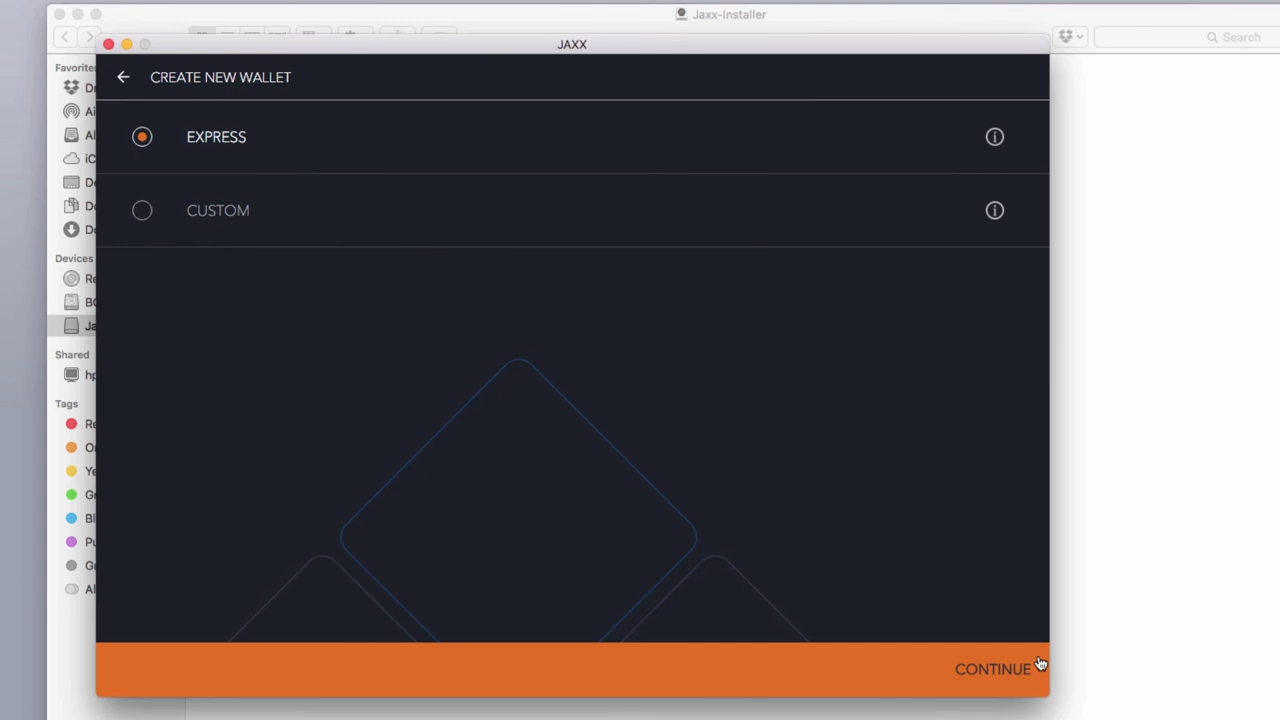 Jaxx-Installer
Search
JAXX
CREATE NEW WALLET
EXPRESS
CUSTOM
CONTINUE
Favorites
Devices
Shared
Tags